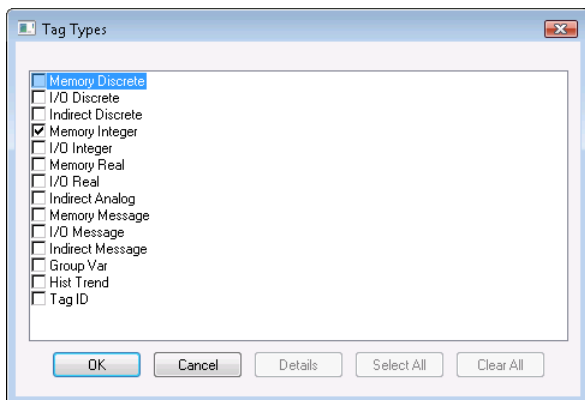 Tag Types
Memory Discrete
I/O Discrete
Indirect Discrete
Memory Integer
I/O Integer
Memory Real
I/O Real
Indirect Analog
Memory Message
I/O Message
Indirect Message
Group Var
Hist Trend
Tag ID
OK Cancel Details Select All Clear All